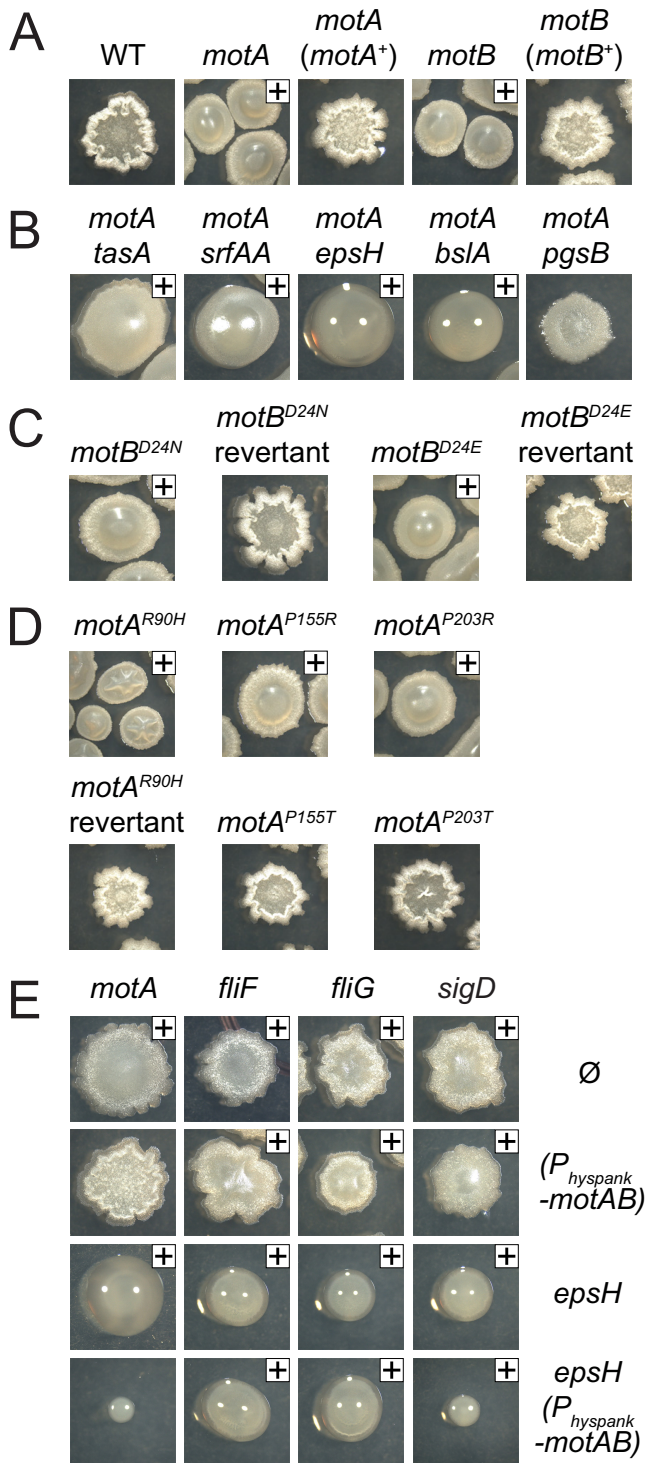 A
WT
motA
motA
(motA⁺)
motB
motB
(motB⁺)
+
+
B
motA
tasA
motA
srfAA
motA
epsH
motA
bslA
motA
pgsB
+
+
+
+
C
motBᴰ²⁴ᴺ
motBᴰ²⁴ᴺ
revertant
motBᴰ²⁴ᴱ
motBᴰ²⁴ᴱ
revertant
+
+
D
motAᴿ⁹⁰ᴴ
motAᴾ¹⁵⁵ᴿ
motAᴾ²⁰³ᴿ
+
+
+
motAᴿ⁹⁰ᴴ
revertant
motAᴾ¹⁵⁵ᵀ
motAᴾ²⁰³ᵀ
E
motA
fliF
fliG
sigD
+
+
+
+
Ø
+
+
+
(P hyspank
-motAB)
+
+
+
+
epsH
+
+
+
epsH
(P hyspank
-motAB)